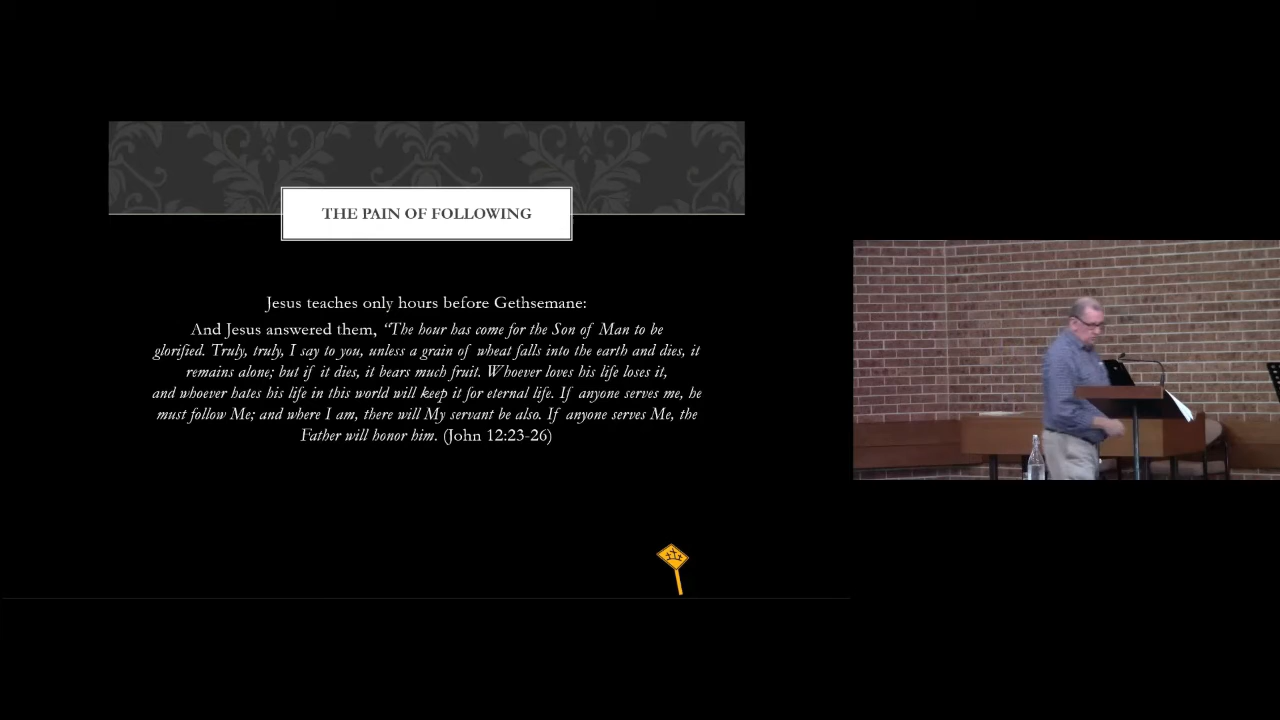 THE PAIN OF FOLLOWING
Jesus teaches only hours before Gethsemane:
And Jesus answered them, “The hour has come for the Son of Man to be
glorified. Truly, truly, I say to you, unless a grain of wheat falls into the earth and dies, it
remains alone; but if it dies, it bears much fruit. Whoever loves his life loses it,
and whoever hates his life in this world will keep it for eternal life. If anyone serves me, he
must follow Me; and where I am, there will My servant be also. If anyone serves Me, the
Father will honor him. (John 12:23-26)